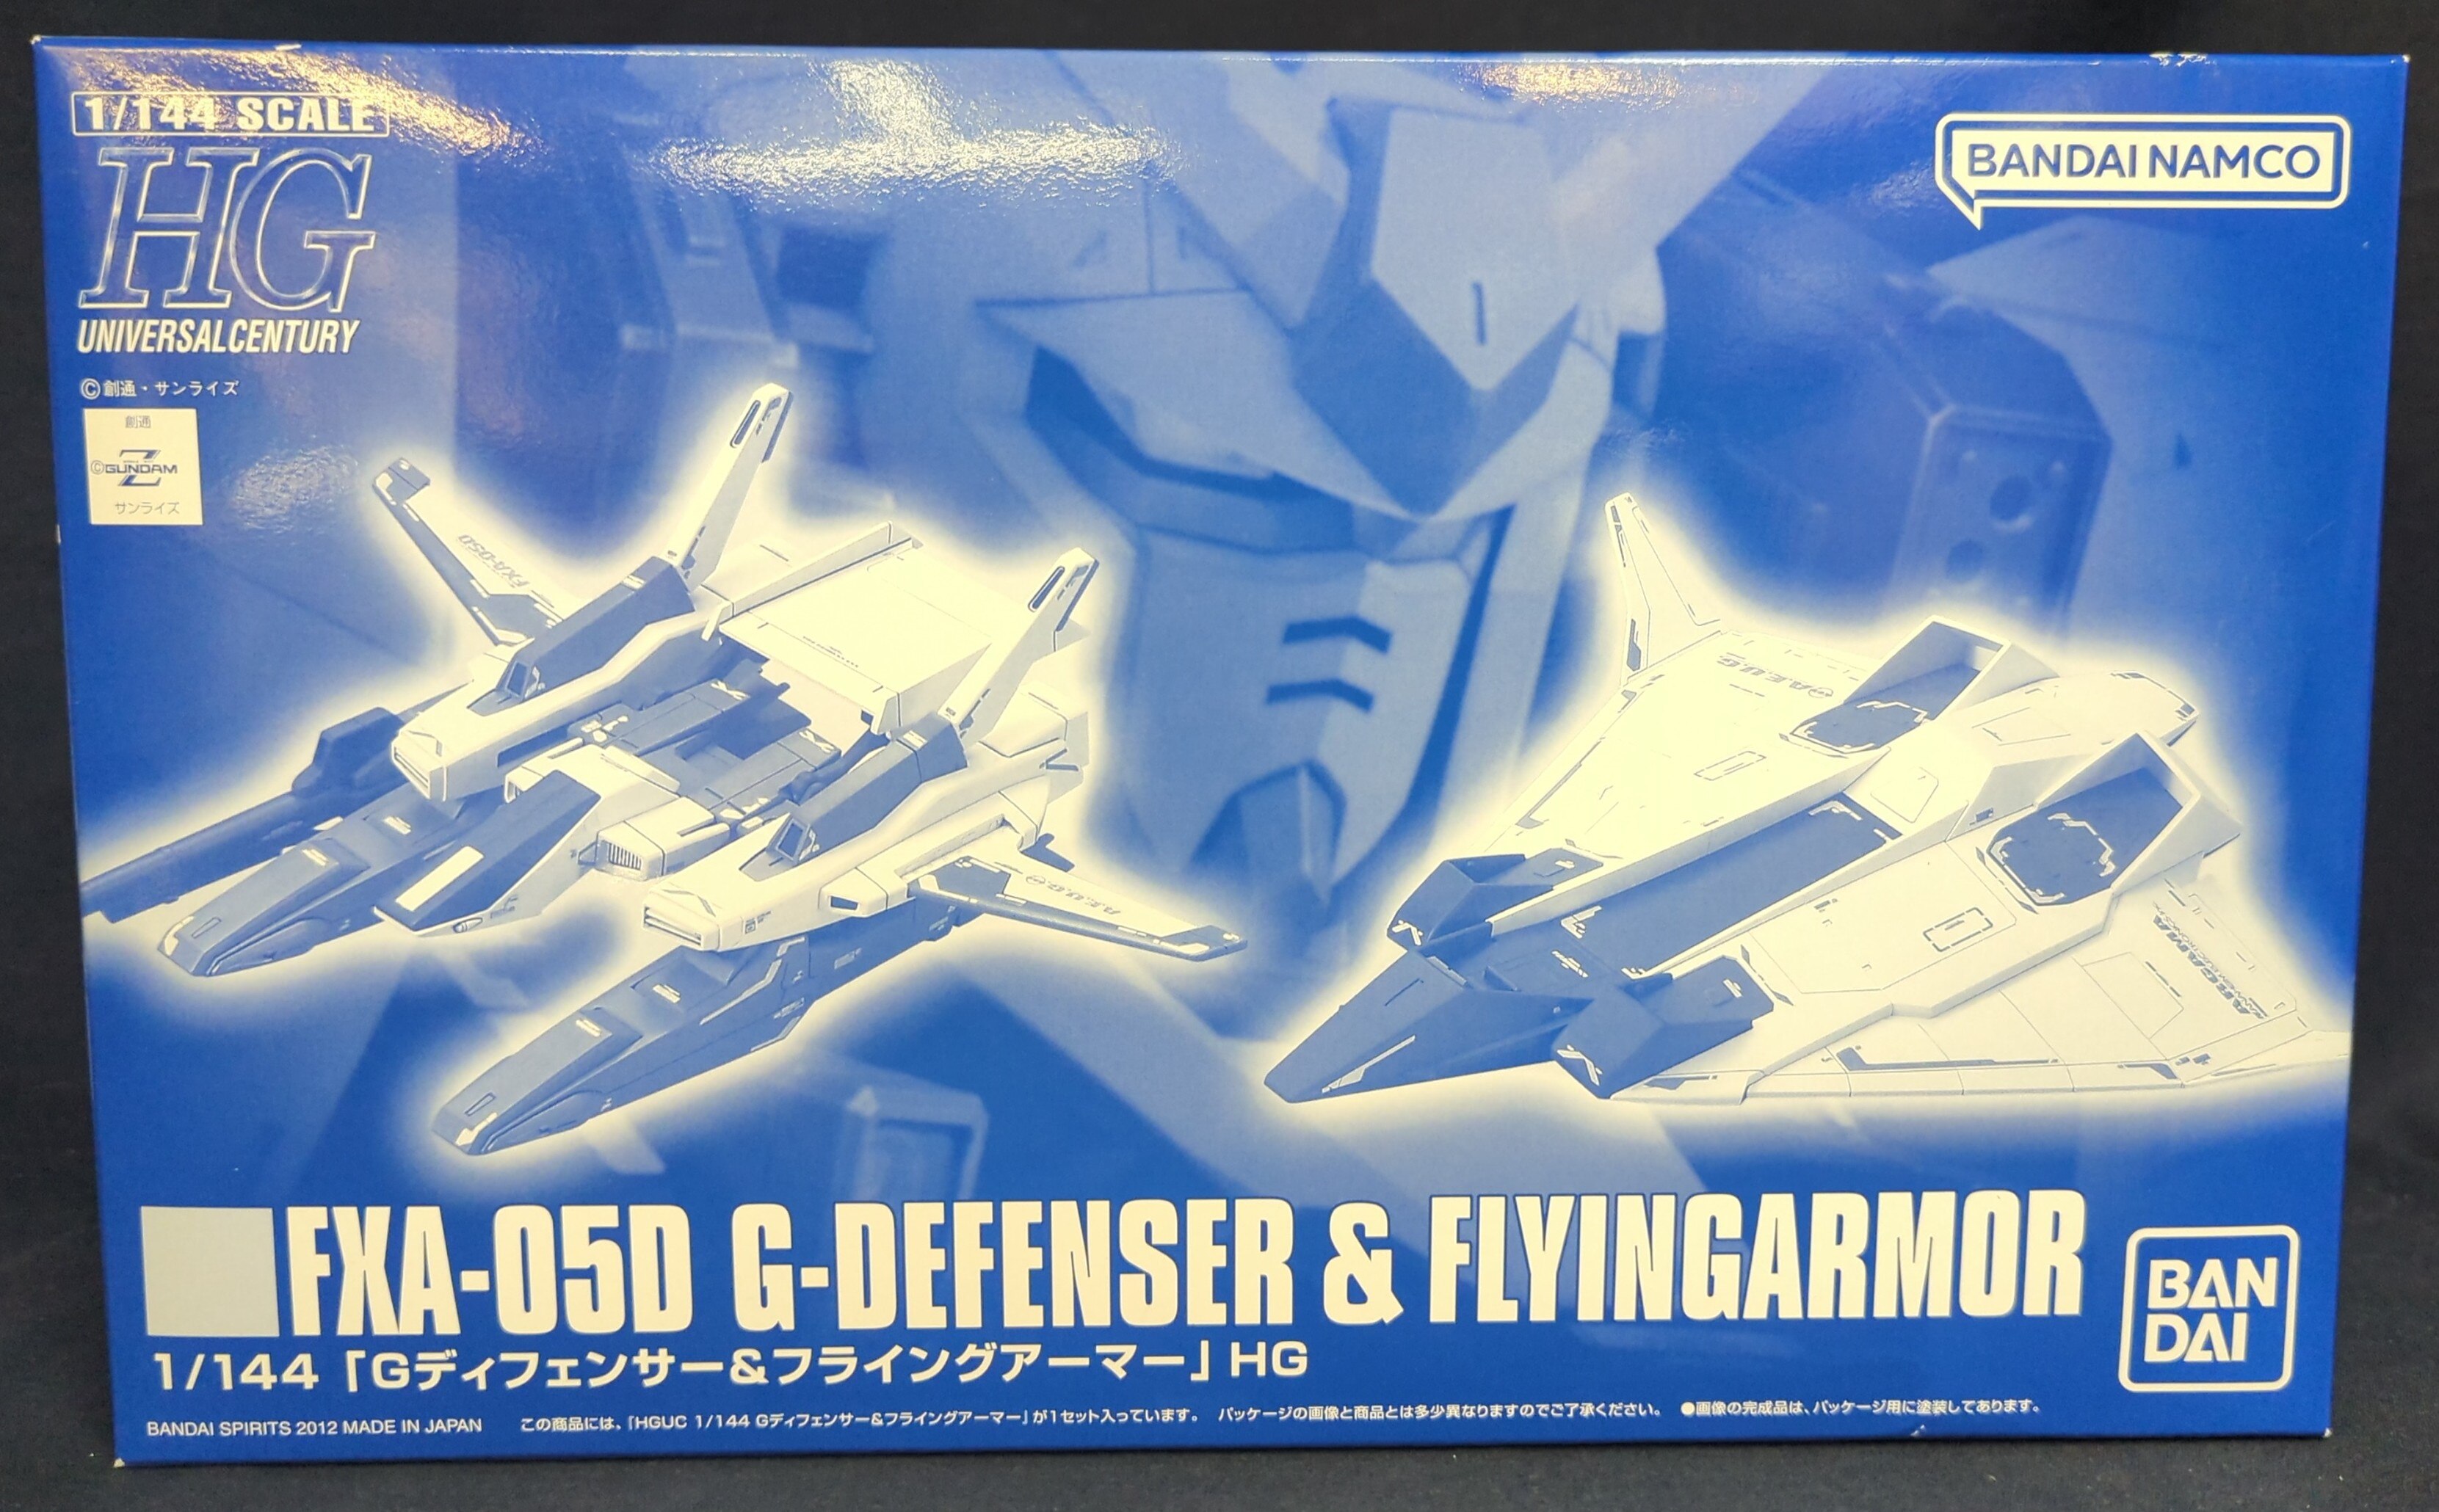 1/144 SCALE
HG
UNIVERSAL CENTURY
©創通・サンライズ
創通
©GUNDAM
Z
サンライズ
BANDAI NAMCO
FXA-05D
A.E.U.G
A.E.U.G
ARGAMA
FXA-05D G-DEFENSER & FLYINGARMOR
1/144 「Gディフェンサー&フライングアーマー」 HG
BAN
DAI
BANDAI SPIRITS 2012 MADE IN JAPAN この商品には、「HGUC 1/144 Gディフェンサー&フライングアーマー」が1セット入っています。 パッケージの画像と商品とは多少異なりますのでご了承ください。 ●画像の完成品は、パッケージ用に塗装してあります。